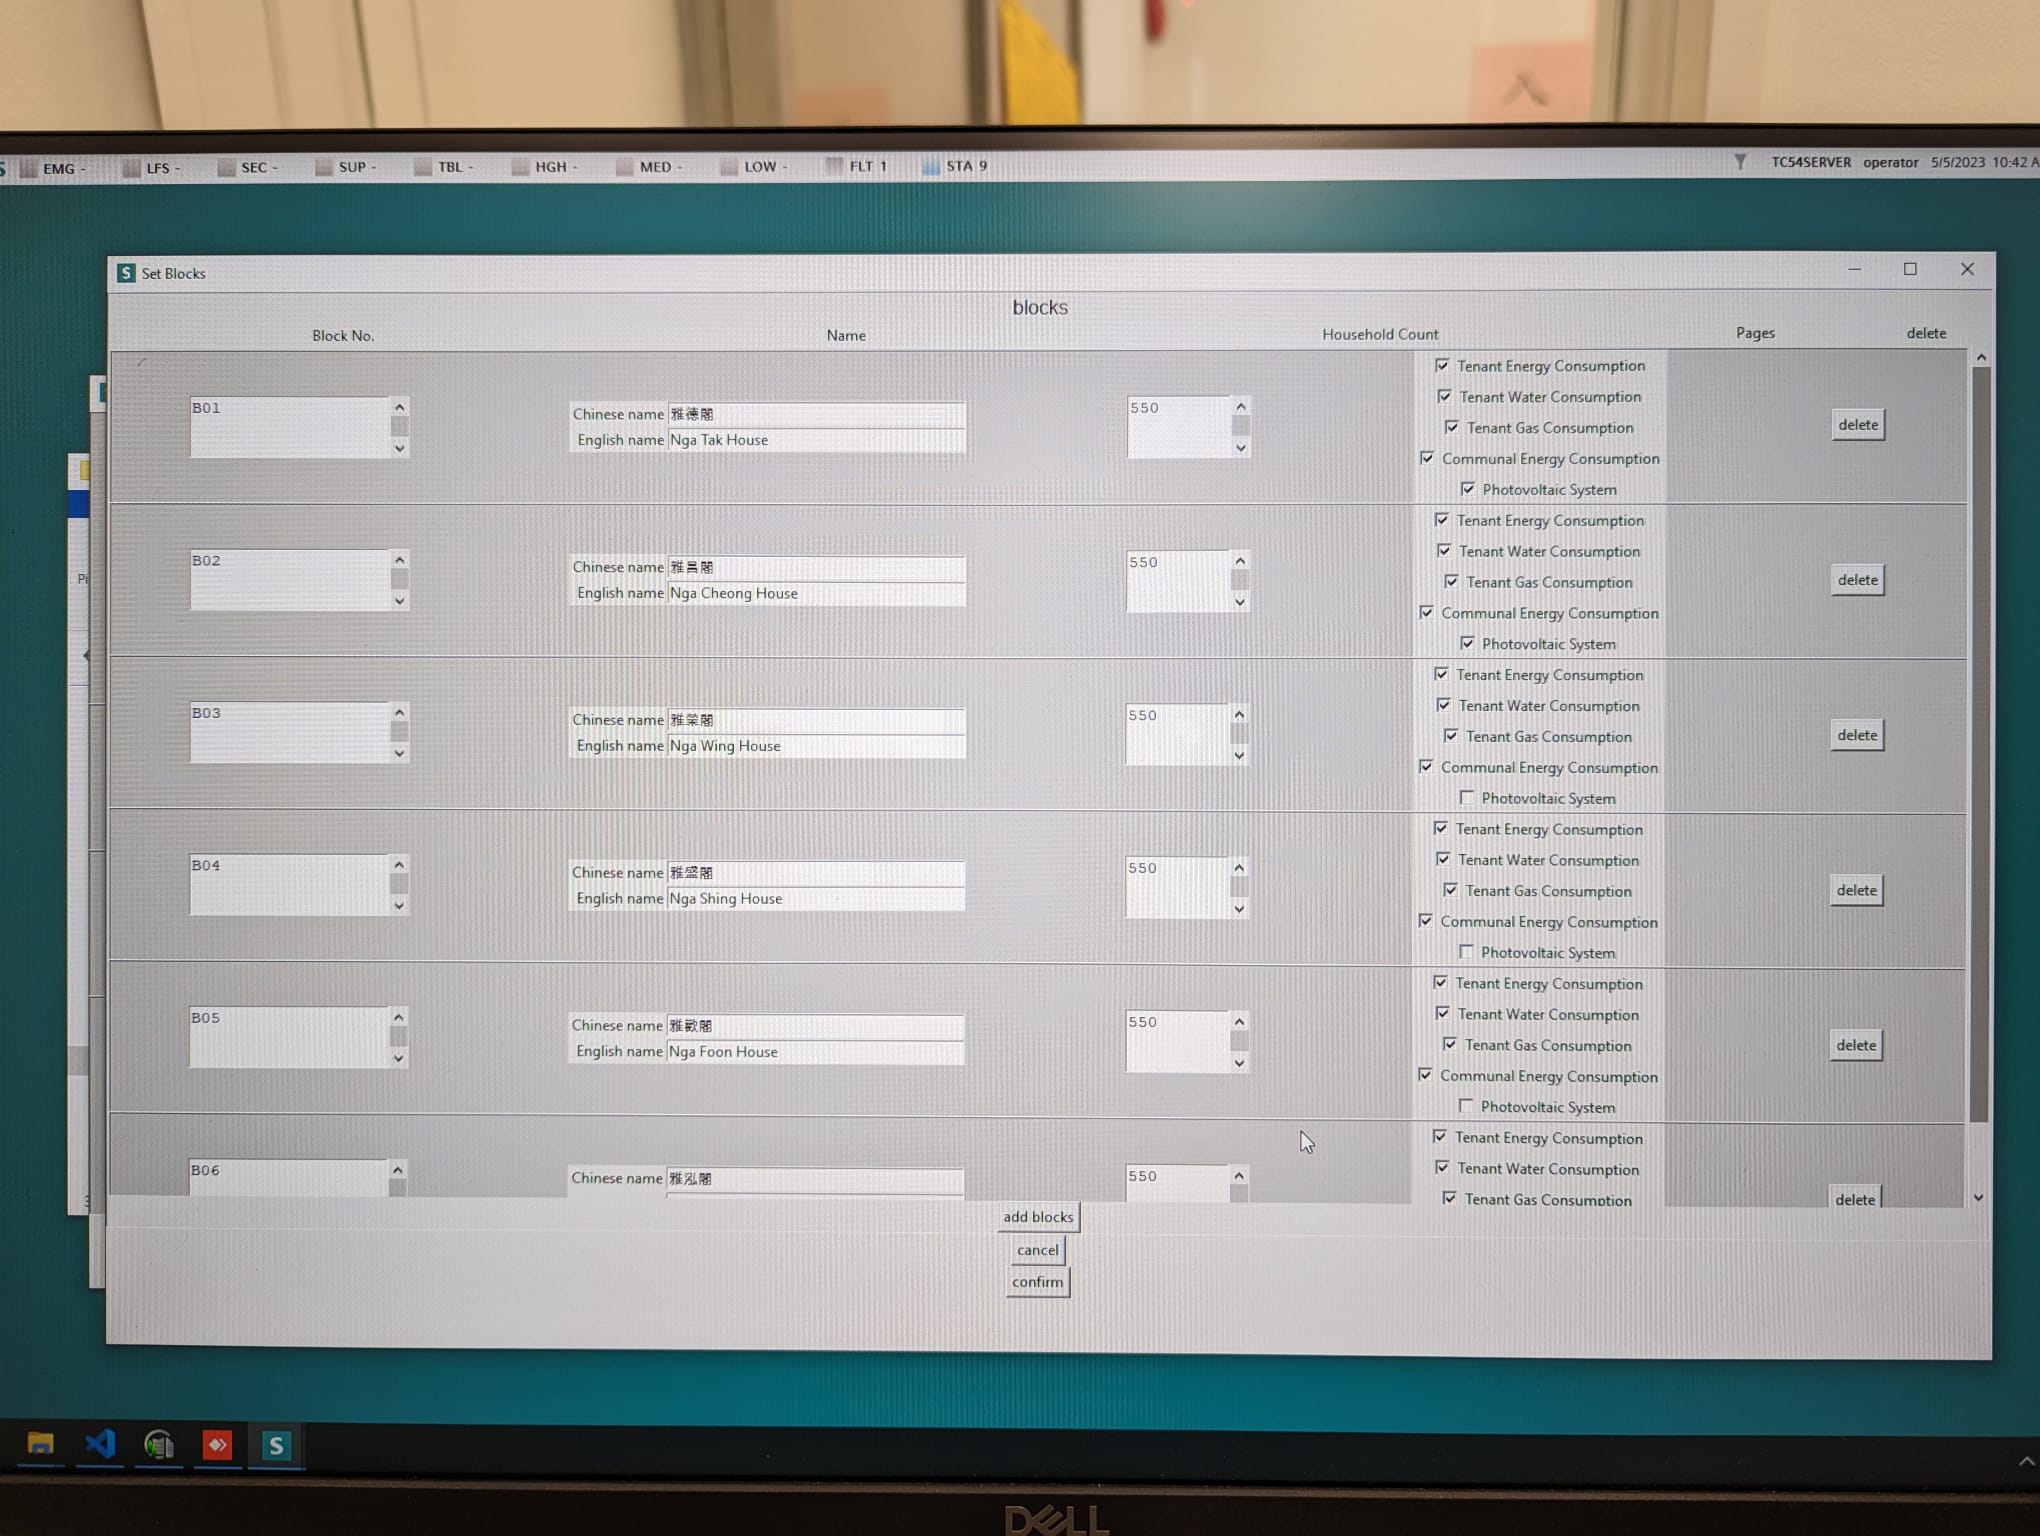 EMG -  LFS -  SEC -  SUP -  TBL -  HGH -  MED -  LOW -  FLT 1  STA 9  TC54SERVER  operator  5/5/2023  10:42 A
S Set Blocks
blocks
Block No.  Name  Household Count  Pages  delete
B01
Chinese name 雅德閣
English name Nga Tak House
550
Tenant Energy Consumption
Tenant Water Consumption
Tenant Gas Consumption
Communal Energy Consumption
Photovoltaic System
delete
B02
Chinese name 雅昌閣
English name Nga Cheong House
550
Tenant Energy Consumption
Tenant Water Consumption
Tenant Gas Consumption
Communal Energy Consumption
Photovoltaic System
delete
B03
Chinese name 雅榮閣
English name Nga Wing House
550
Tenant Energy Consumption
Tenant Water Consumption
Tenant Gas Consumption
Communal Energy Consumption
Photovoltaic System
delete
B04
Chinese name 雅盛閣
English name Nga Shing House
550
Tenant Energy Consumption
Tenant Water Consumption
Tenant Gas Consumption
Communal Energy Consumption
Photovoltaic System
delete
B05
Chinese name 雅歡閣
English name Nga Foon House
550
Tenant Energy Consumption
Tenant Water Consumption
Tenant Gas Consumption
Communal Energy Consumption
Photovoltaic System
delete
B06
Chinese name 雅泓閣
550
Tenant Energy Consumption
Tenant Water Consumption
Tenant Gas Consumption
delete
add blocks
cancel
confirm
Pi
S
DELL